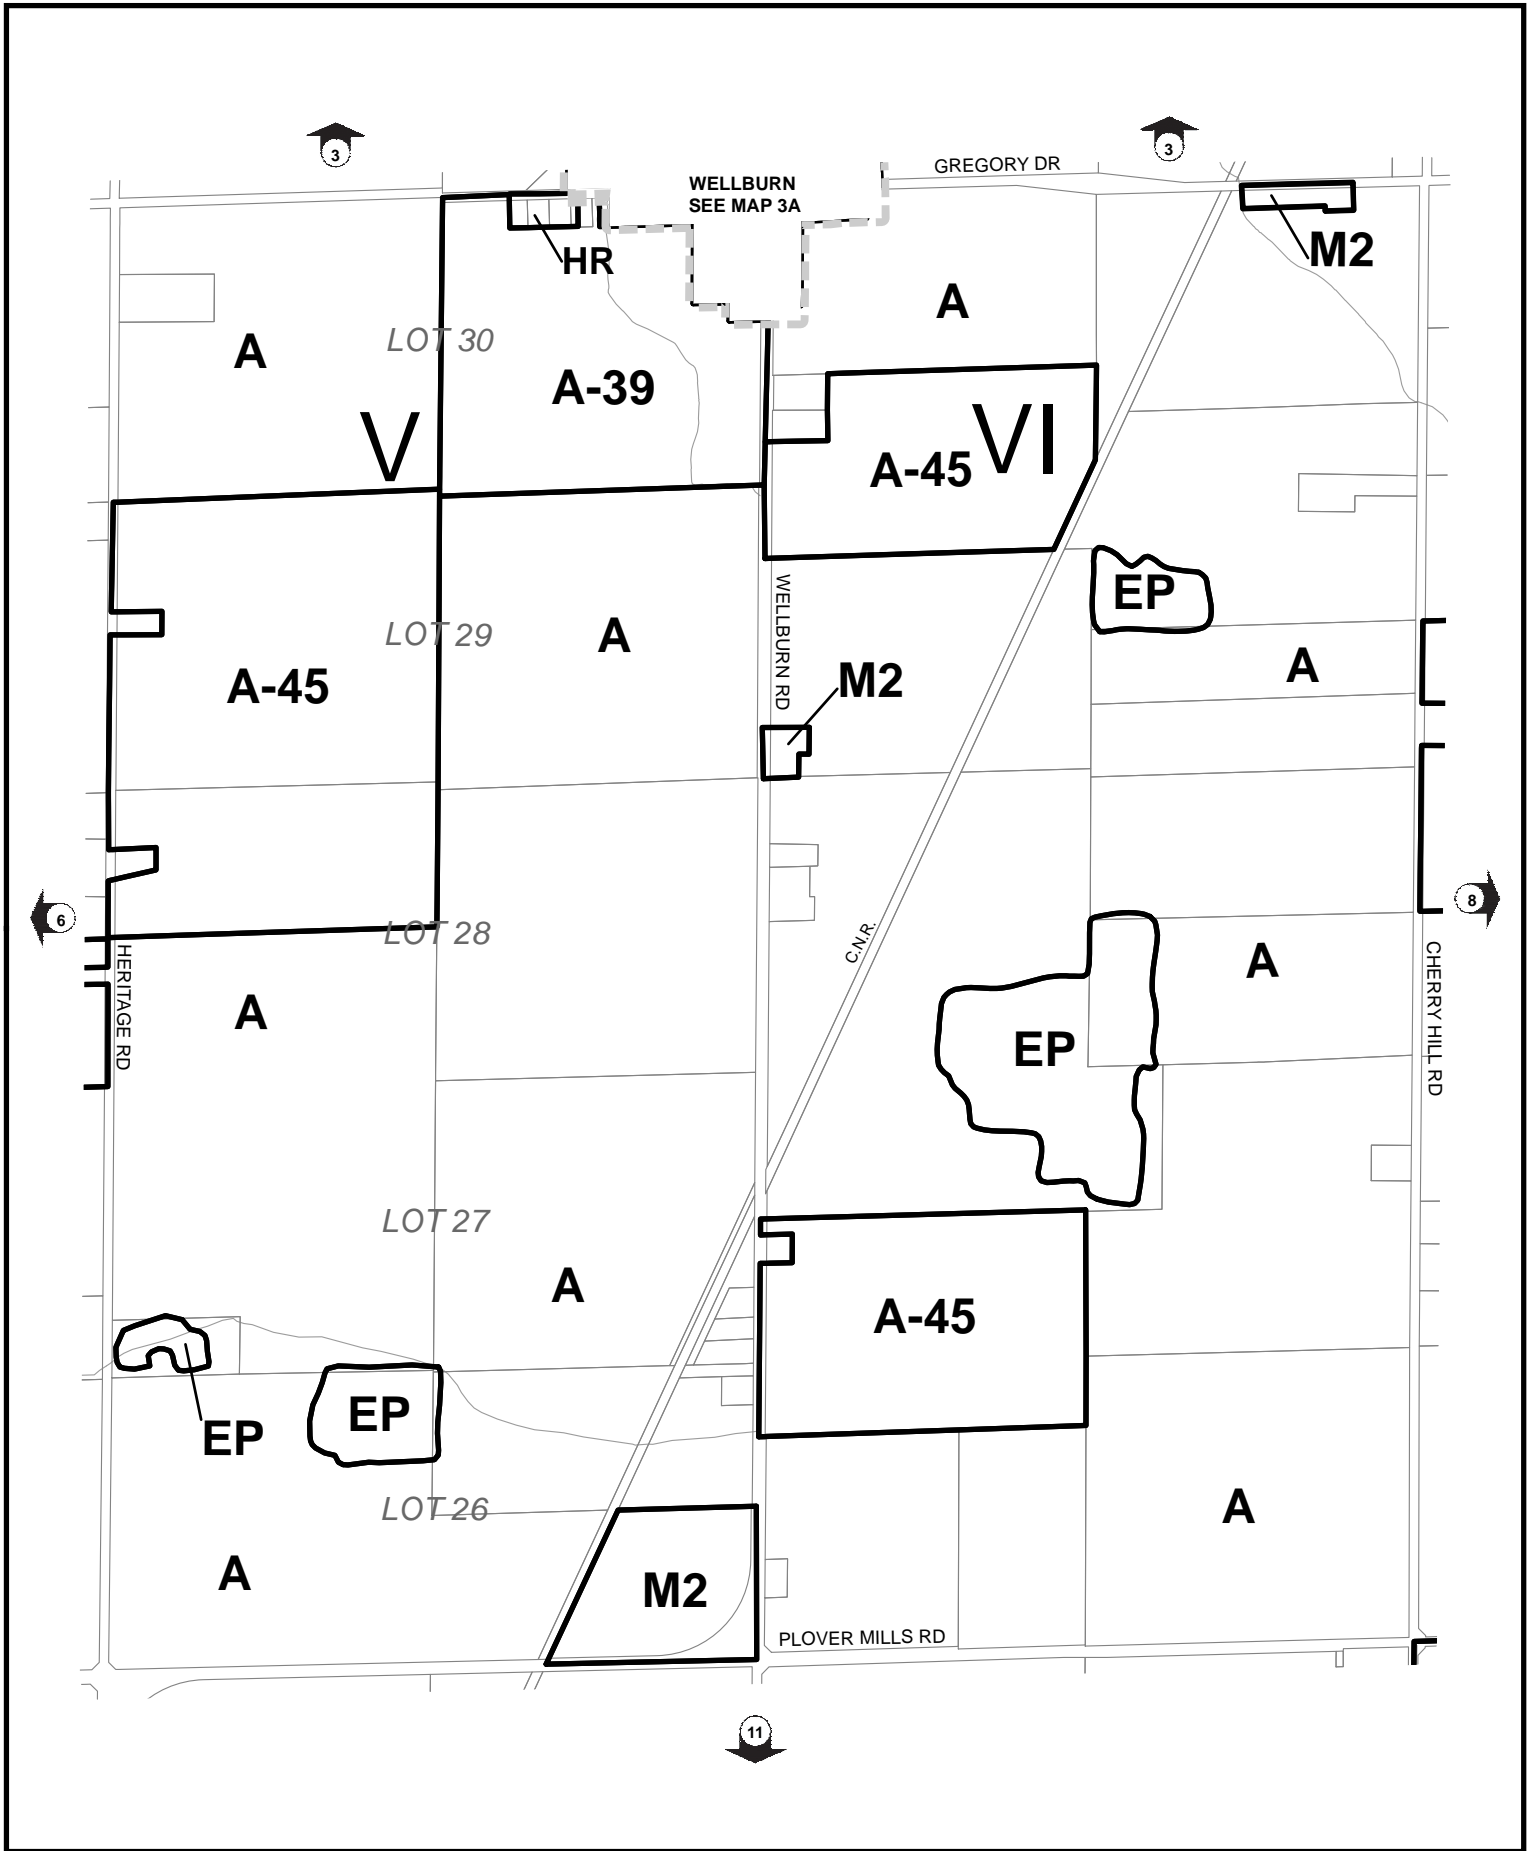 3
3
GREGORY DR
WELLBURN
SEE MAP 3A
HR
M2
A
LOT 30
A
A-39
V
VI
A-45
EP
WELLBURN RD
LOT 29
A
A
A-45
M2
6
8
LOT 28
C.N.R.
HERITAGE RD
A
A
CHERRY HILL RD
EP
LOT 27
A
A-45
EP
EP
LOT 26
A
A
M2
PLOVER MILLS RD
11